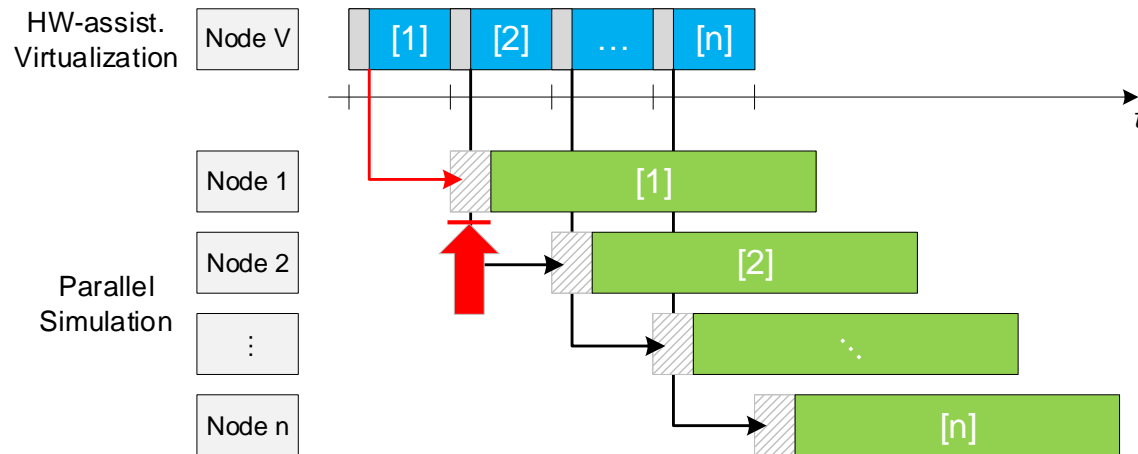 HW-assist.
Virtualization
Node V
[1]
[2]
…
[n]
t
Node 1
[1]
Node 2
[2]
Parallel
Simulation
⋮
⋱
Node n
[n]